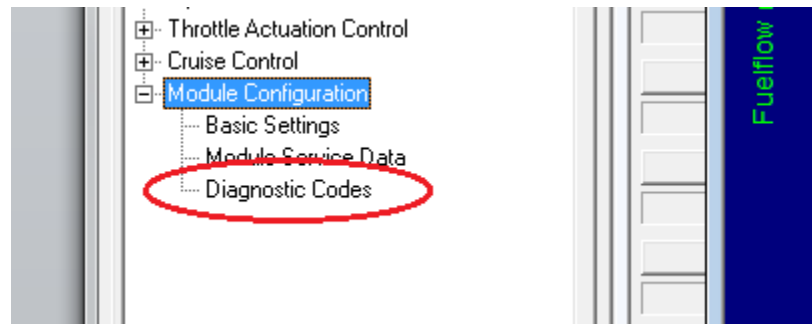 Throttle Actuation Control
Cruise Control
Module Configuration
Basic Settings
Module Service Data
Diagnostic Codes
Fuelflow